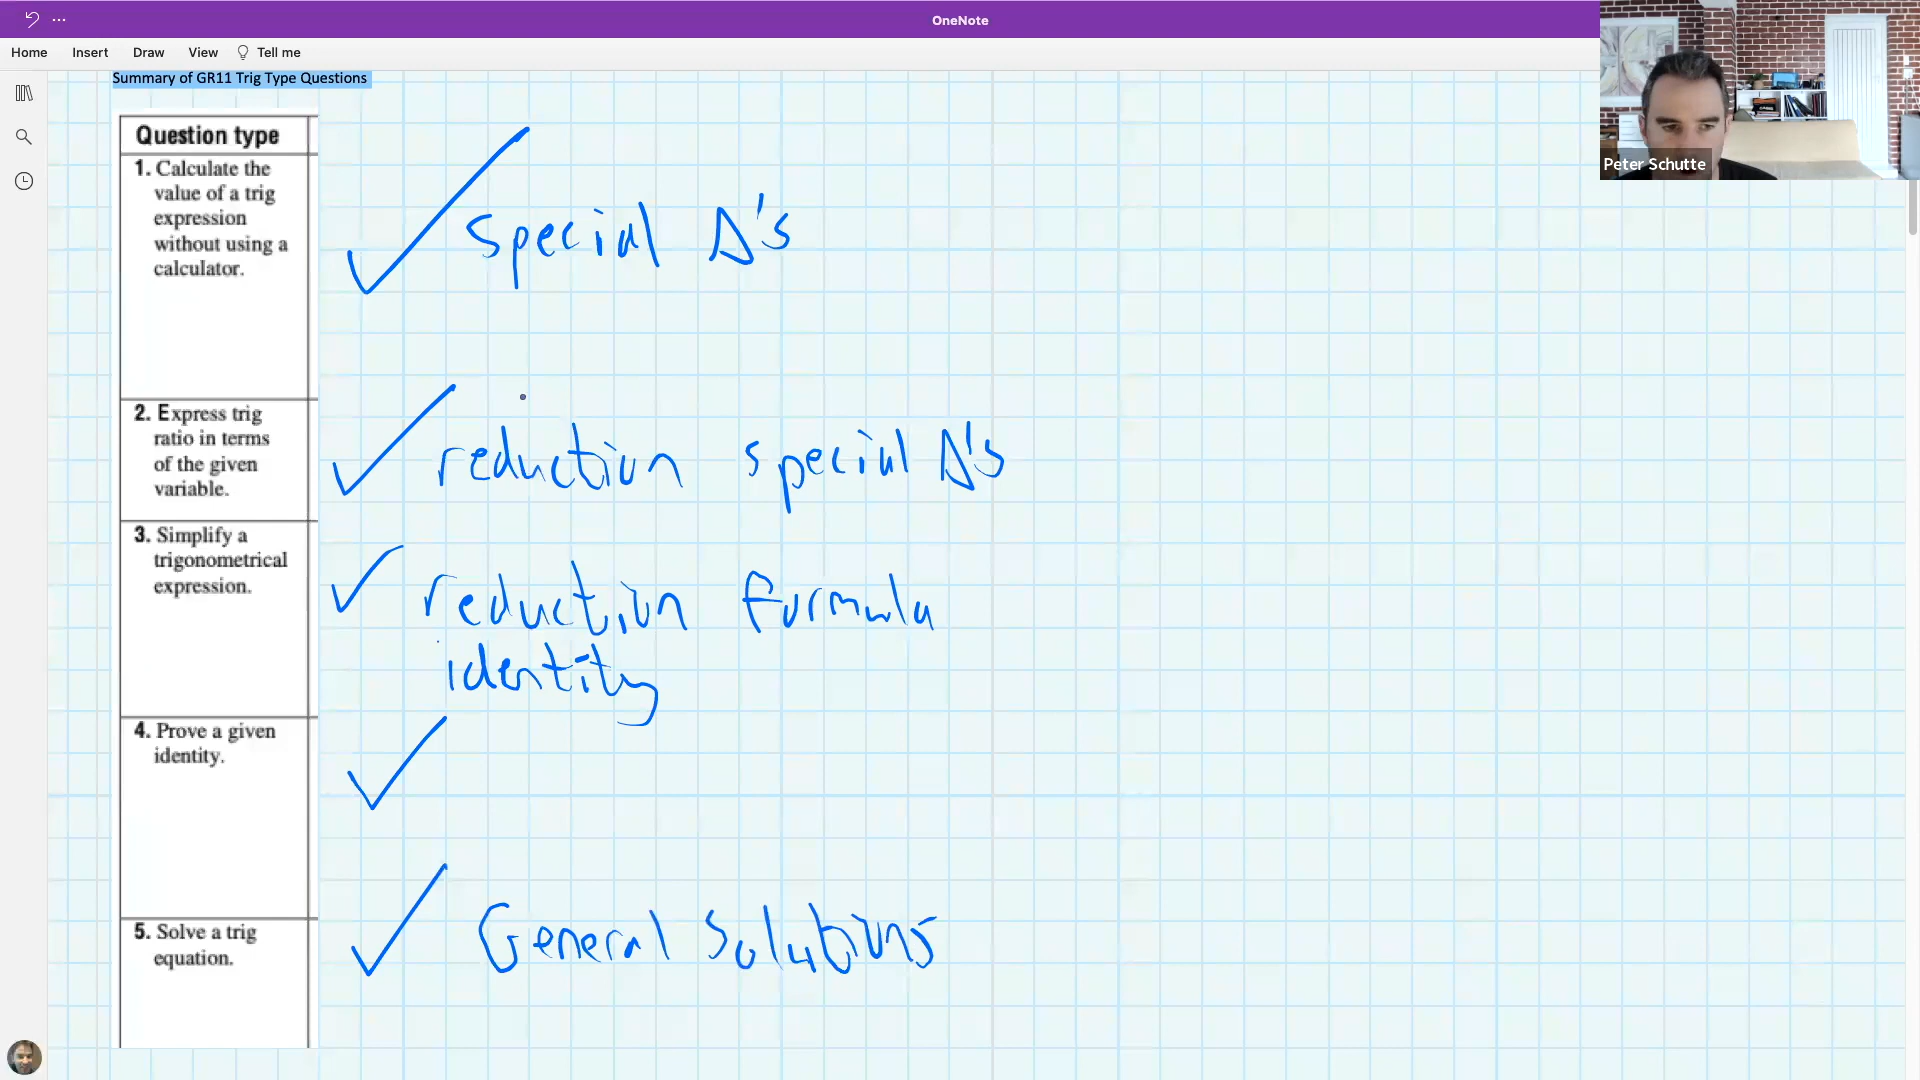 OneNote
Home Insert Draw View Tell me
Peter Schutte
Summary of GR11 Trig Type Questions
Question type
1. Calculate the
value of a trig
expression
without using a
calculator.
special Δ's
2. Express trig
ratio in terms
of the given
variable.
reduction special Δ's
3. Simplify a
trigonometrical
expression.
reduction formula
identity
4. Prove a given
identity.
5. Solve a trig
equation.
General Solutions